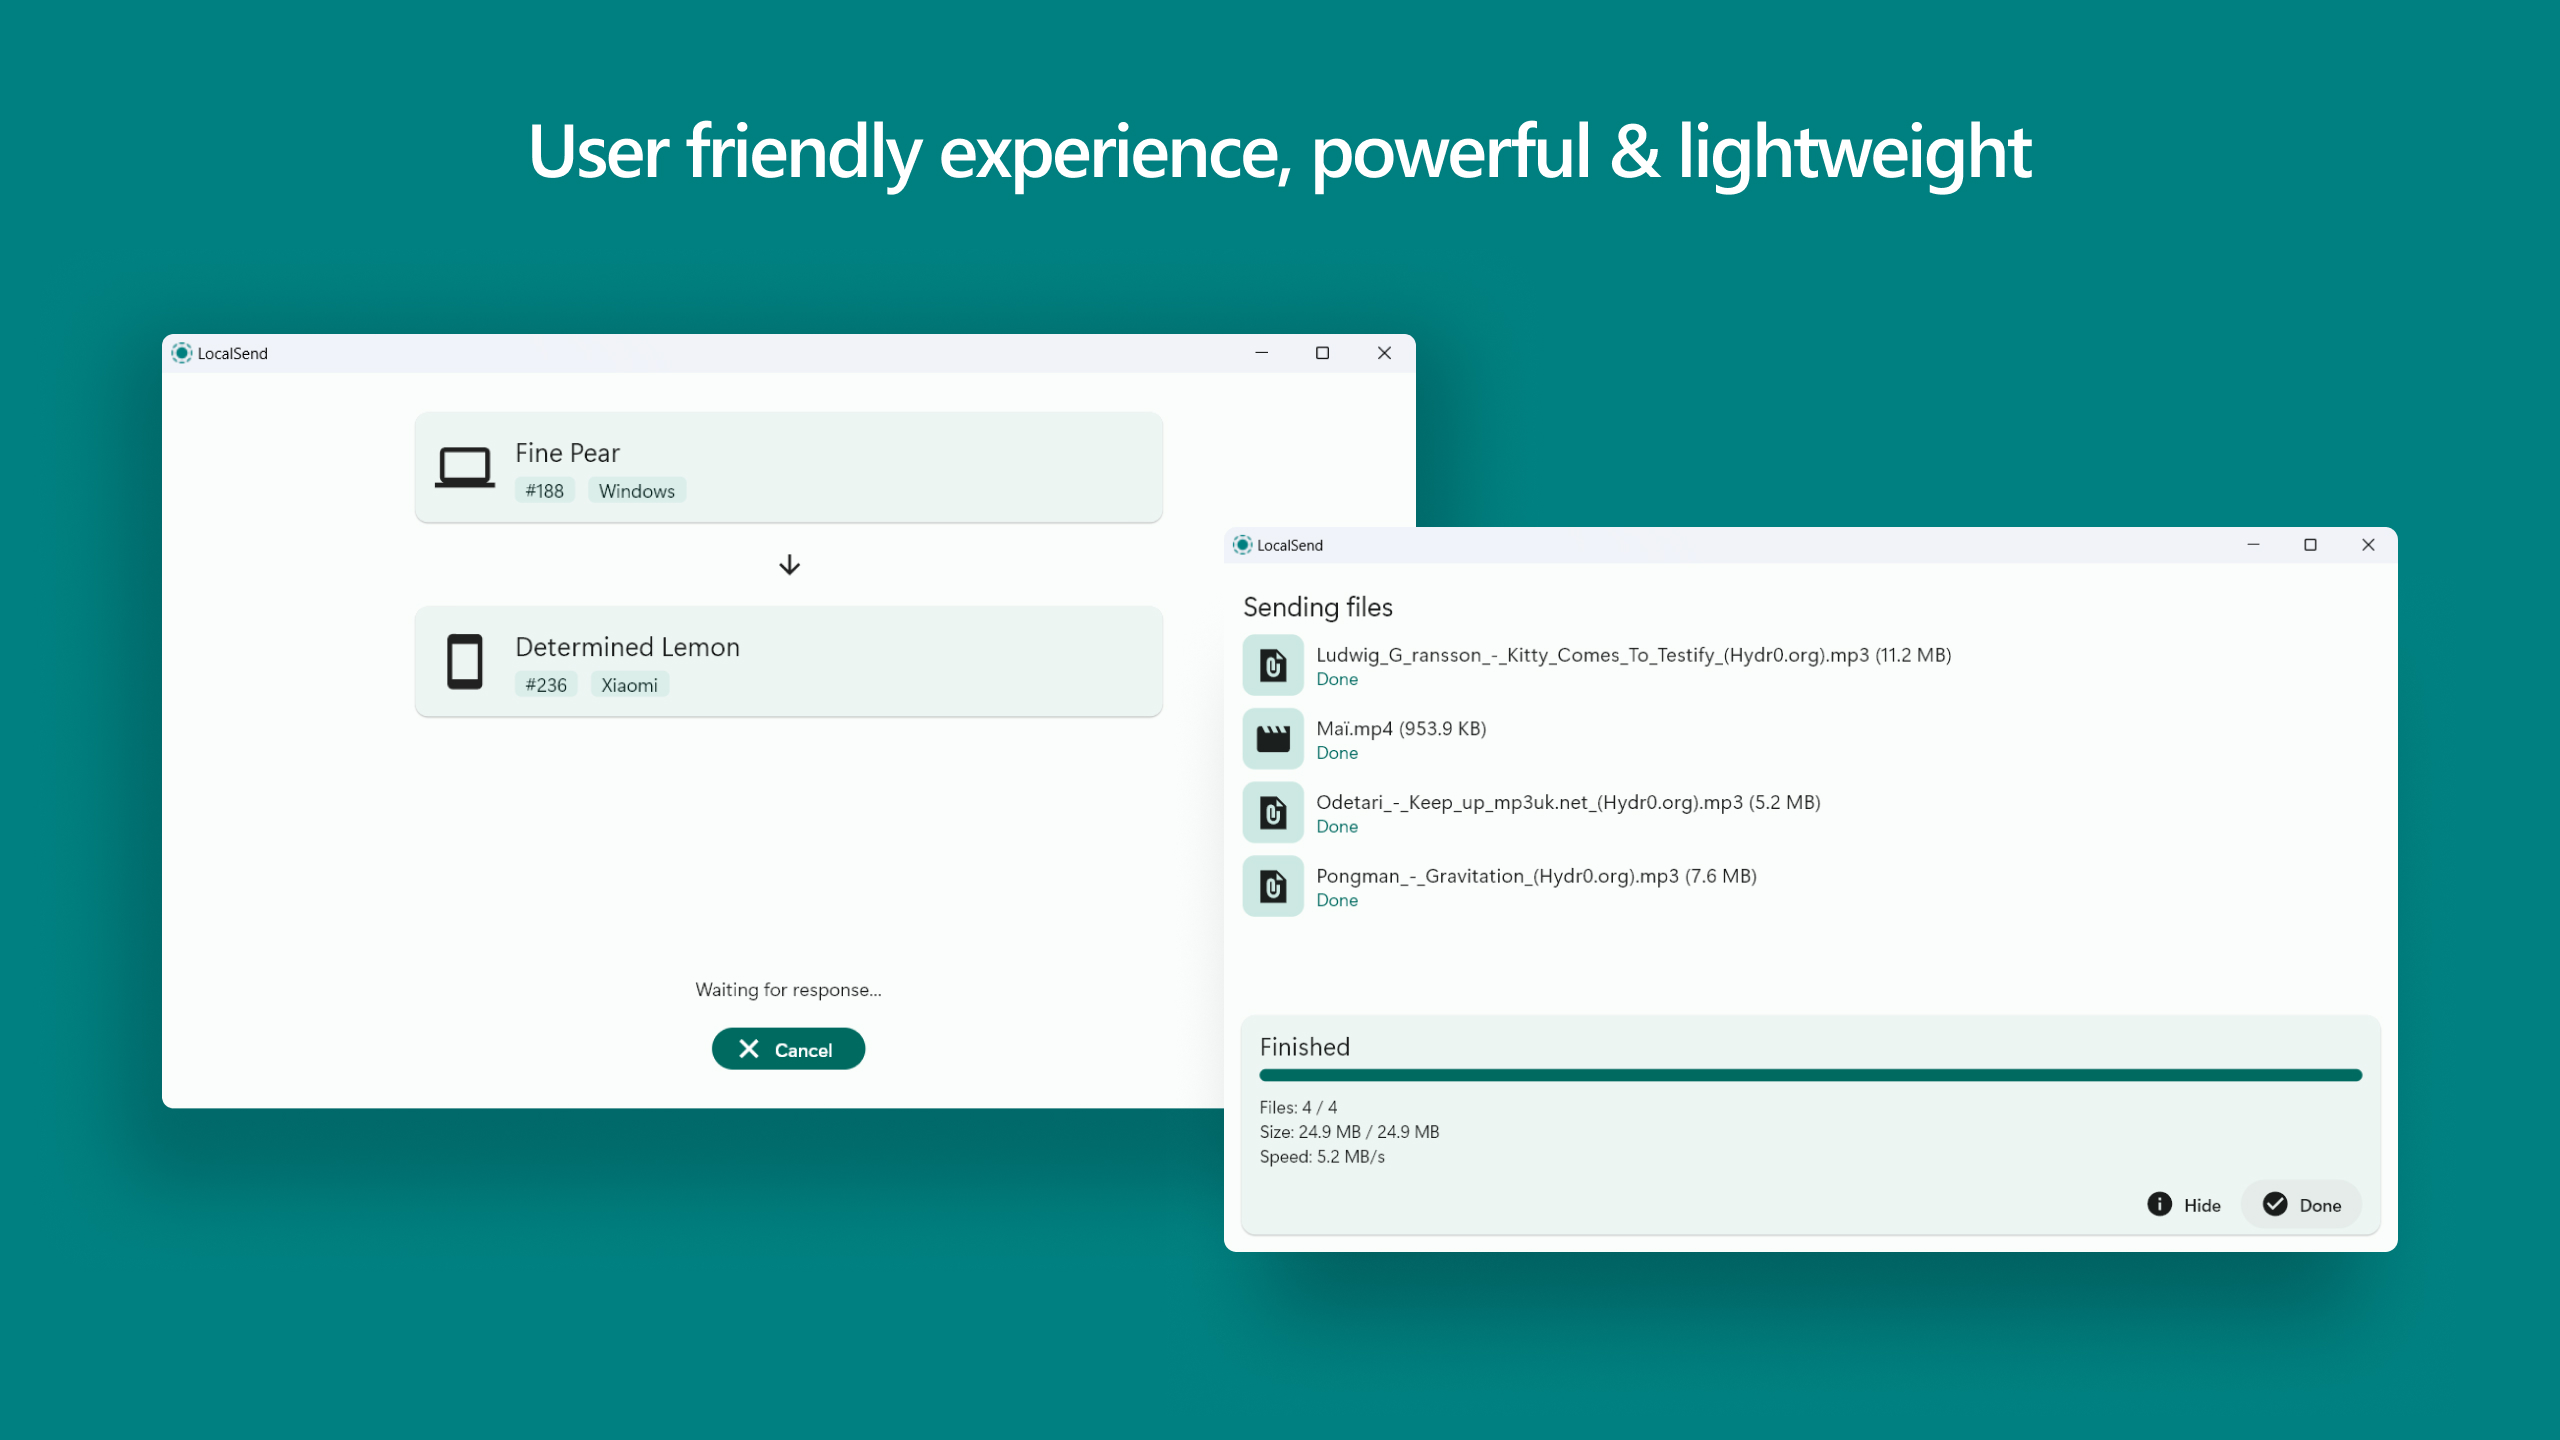 User friendly experience, powerful & lightweight
LocalSend
Fine Pear
#188 Windows
Determined Lemon
#236 Xiaomi
Waiting for response...
Cancel
LocalSend
Sending files
Ludwig_G_ransson_-_Kitty_Comes_To_Testify_(Hydr0.org).mp3 (11.2 MB)
Done
Maï.mp4 (953.9 KB)
Done
Odetari_-_Keep_up_mp3uk.net_(Hydr0.org).mp3 (5.2 MB)
Done
Pongman_-_Gravitation_(Hydr0.org).mp3 (7.6 MB)
Done
Finished
Files: 4 / 4
Size: 24.9 MB / 24.9 MB
Speed: 5.2 MB/s
Hide Done